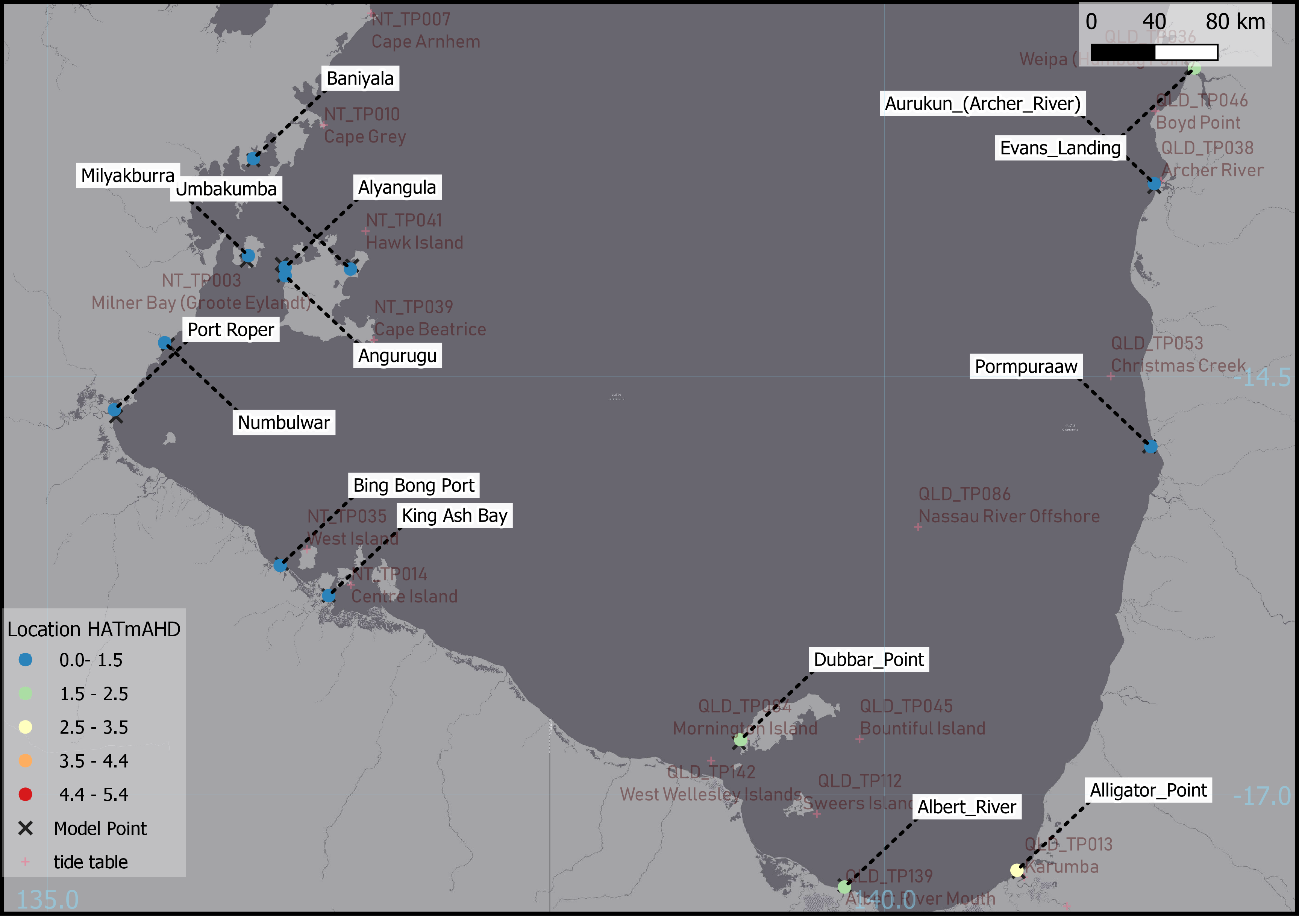 NT_TP007
Cape Arnhem
0 40 80 km
QLD_TP036
Weipa
Baniyala
NT_TP010
Cape Grey
Aurukun_(Archer_River)
QLD_TP046
Boyd Point
Evans_Landing
QLD_TP038
Archer River
Milyakburra
Umbakumba
Alyangula
NT_TP041
Hawk Island
NT_TP003
Milner Bay (Groote Eylandt)
NT_TP039
Cape Beatrice
Port Roper
Angurugu
QLD_TP053
Christmas Creek
Pormpuraaw
-14.5
Numbulwar
Bing Bong Port
King Ash Bay
NT_TP035
West Island
QLD_TP086
Nassau River Offshore
NT_TP014
Centre Island
Location HATmAHD
0.0- 1.5
1.5 - 2.5
2.5 - 3.5
3.5 - 4.4
4.4 - 5.4
Model Point
tide table
Dubbar_Point
Mornington Island
QLD_TP045
Bountiful Island
QLD_TP142
West Wellesley Islands
QLD_TP112
Sweers Island
Albert_River
Alligator_Point
-17.0
QLD_TP013
Karumba
QLD_TP139
River Mouth
135.0
140.0